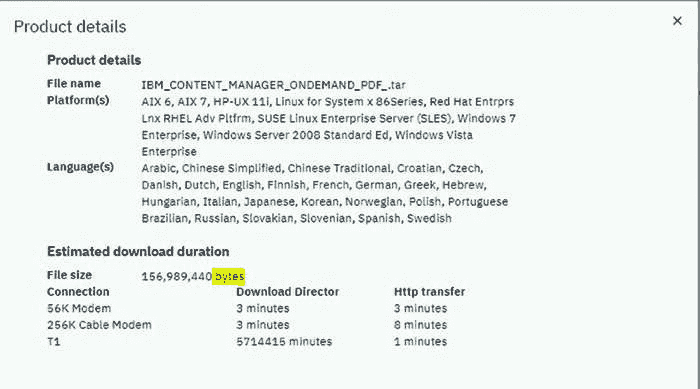 Product details
Product details
File name IBM_CONTENT_MANAGER_ONDEMAND_PDF_.tar
Platform(s) AIX 6, AIX 7, HP-UX 11i, Linux for System x 86Series, Red Hat Entrprs
Lnx RHEL Adv Pltfrm, SUSE Linux Enterprise Server (SLES), Windows 7
Enterprise, Windows Server 2008 Standard Ed, Windows Vista
Enterprise
Language(s) Arabic, Chinese Simplified, Chinese Traditional, Croatian, Czech,
Danish, Dutch, English, Finnish, French, German, Greek, Hebrew,
Hungarian, Italian, Japanese, Korean, Norwegian, Polish, Portuguese
Brazilian, Russian, Slovakian, Slovenian, Spanish, Swedish
Estimated download duration
File size 156,989,440 bytes
Connection Download Director Http transfer
56K Modem 3 minutes 3 minutes
256K Cable Modem 3 minutes 8 minutes
T1 5714415 minutes 1 minutes